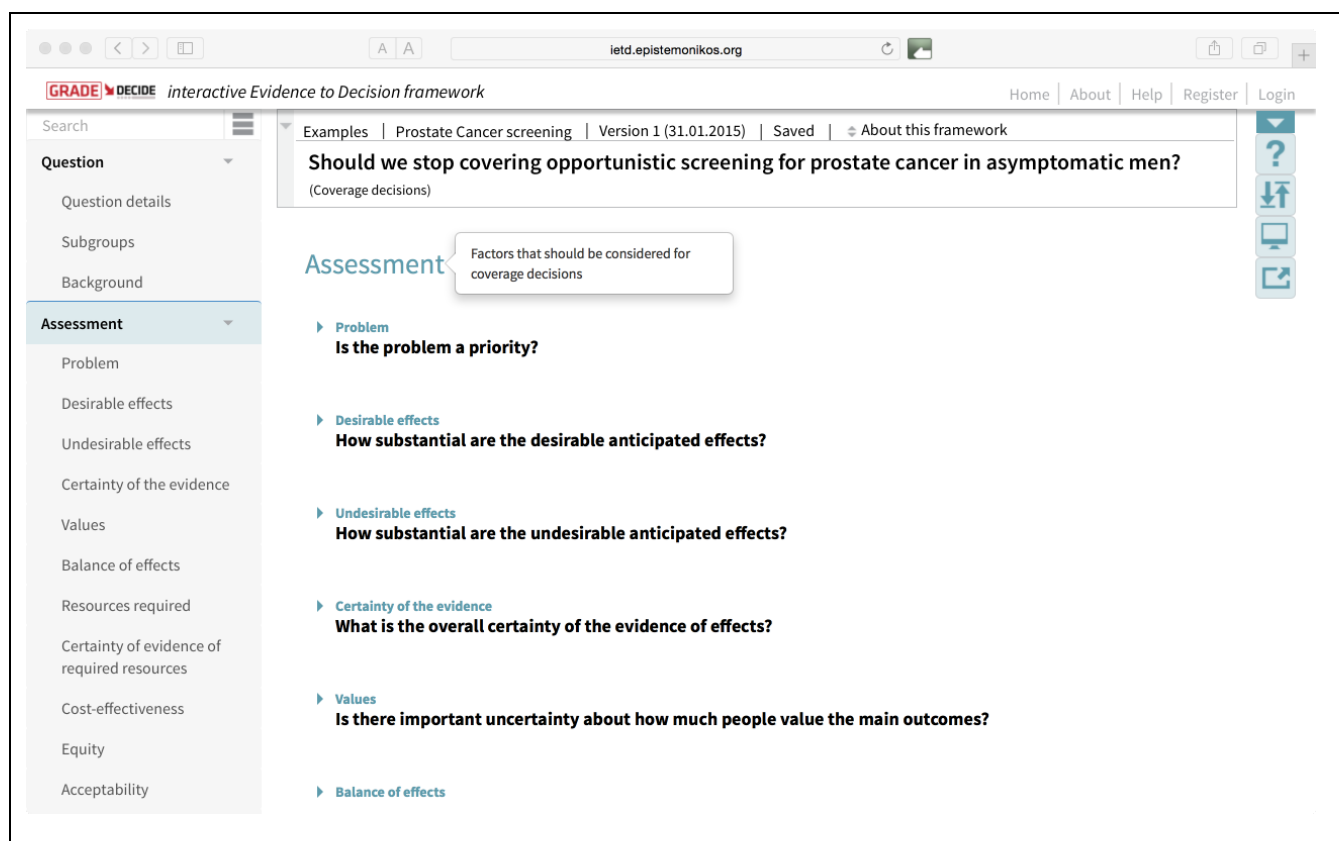 A A
ietd.epistemonikos.org
GRADE DECIDE interactive Evidence to Decision framework
Home | About | Help | Register | Login
Search
Question
Question details
Subgroups
Background
Assessment
Problem
Desirable effects
Undesirable effects
Certainty of the evidence
Values
Balance of effects
Resources required
Certainty of evidence of
required resources
Cost-effectiveness
Equity
Acceptability
Examples | Prostate Cancer screening | Version 1 (31.01.2015) | Saved | About this framework
Should we stop covering opportunistic screening for prostate cancer in asymptomatic men?
(Coverage decisions)
?
Assessment
Factors that should be considered for
coverage decisions
Problem
Is the problem a priority?
Desirable effects
How substantial are the desirable anticipated effects?
Undesirable effects
How substantial are the undesirable anticipated effects?
Certainty of the evidence
What is the overall certainty of the evidence of effects?
Values
Is there important uncertainty about how much people value the main outcomes?
Balance of effects